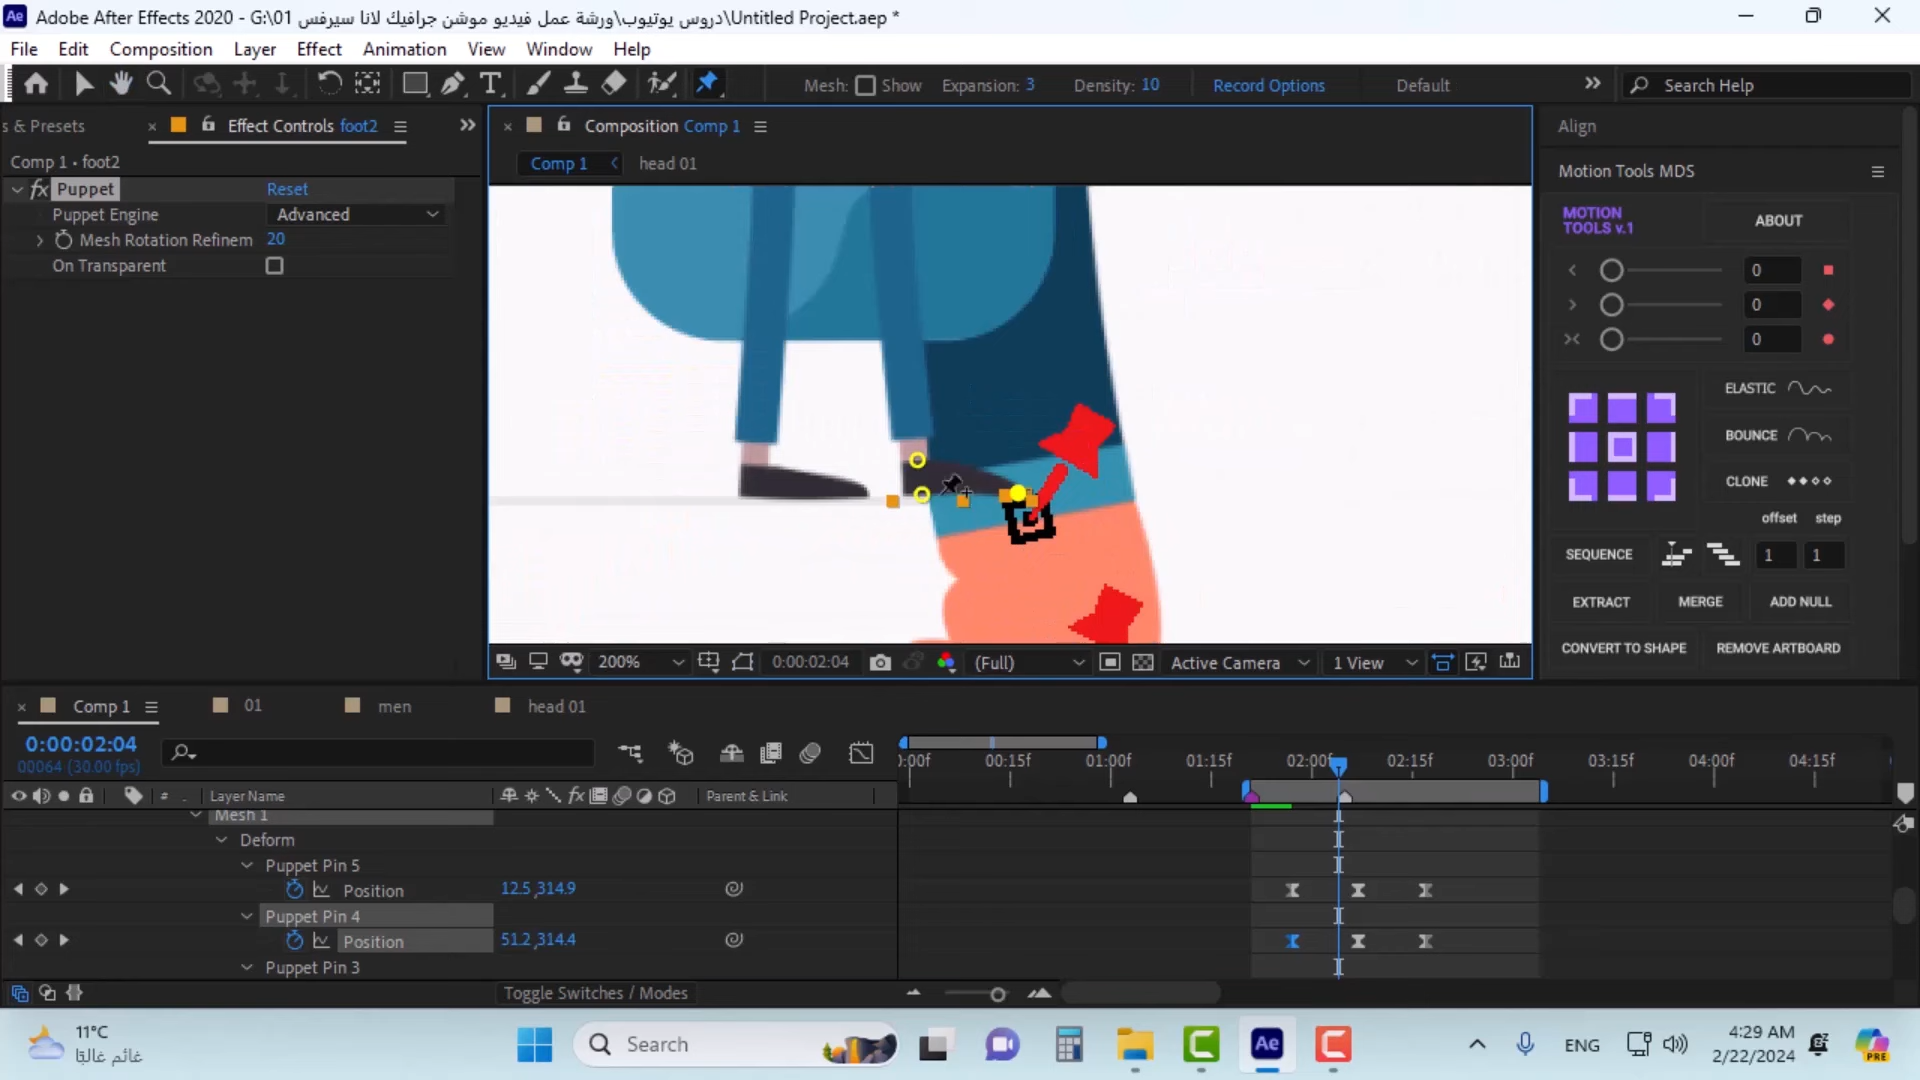 Adobe After Effects 2020 - G:\دروس يوتيوب\ورشة عمل فيديو موشن جرافيك لانا سيرفس 01\Untitled Project.aep *
File Edit Composition Layer Effect Animation View Window Help
Mesh: Show Expansion: 3 Density: 10 Record Options Default Search Help
s & Presets
Effect Controls foot2
Composition Comp 1
Align
Comp 1 • foot2
Comp 1 head 01
Motion Tools MDS
fx Puppet Reset
Puppet Engine Advanced
Mesh Rotation Refinem 20
On Transparent
MOTION TOOLS v.1 ABOUT
0
0
0
ELASTIC
BOUNCE
CLONE
offset step
SEQUENCE 1 1
EXTRACT MERGE ADD NULL
CONVERT TO SHAPE REMOVE ARTBOARD
200% 0:00:02:04 (Full) Active Camera 1 View
Comp 1 01 men head 01
0:00:02:04
00064 (30.00 fps)
0:00f 00:15f 01:00f 01:15f 02:00f 02:15f 03:00f 03:15f 04:00f 04:15f
# Layer Name fx Parent & Link
Mesh 1
Deform
Puppet Pin 5
Position 12.5,314.9
Puppet Pin 4
Position 51.2,314.4
Puppet Pin 3
Toggle Switches / Modes
11°C
غائم غالبًا
Search
Ae
ENG
4:29 AM
2/22/2024
PRE